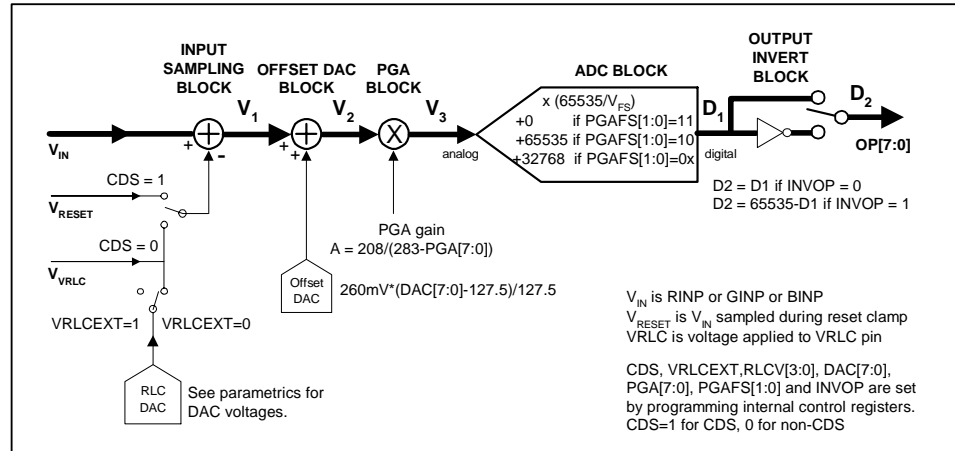 INPUT
SAMPLING
BLOCK
OFFSET DAC
BLOCK
PGA
BLOCK
ADC BLOCK
OUTPUT
INVERT
BLOCK
V1
V2
V3
x (65535/VFS)
+0 if PGAFS[1:0]=11
+65535 if PGAFS[1:0]=10
+32768 if PGAFS[1:0]=0x
D1
D2
VIN
+
+
-
+
+
X
analog
digital
OP[7:0]
CDS = 1
VRESET
CDS = 0
VVRLC
VRLCEXT=1
VRLCEXT=0
RLC
DAC
See parametrics for
DAC voltages.
PGA gain
A = 208/(283-PGA[7:0])
Offset
DAC
260mV*(DAC[7:0]-127.5)/127.5
D2 = D1 if INVOP = 0
D2 = 65535-D1 if INVOP = 1
VIN is RINP or GINP or BINP
VRESET is VIN sampled during reset clamp
VRLC is voltage applied to VRLC pin
CDS, VRLCEXT,RLCV[3:0], DAC[7:0],
PGA[7:0], PGAFS[1:0] and INVOP are set
by programming internal control registers.
CDS=1 for CDS, 0 for non-CDS